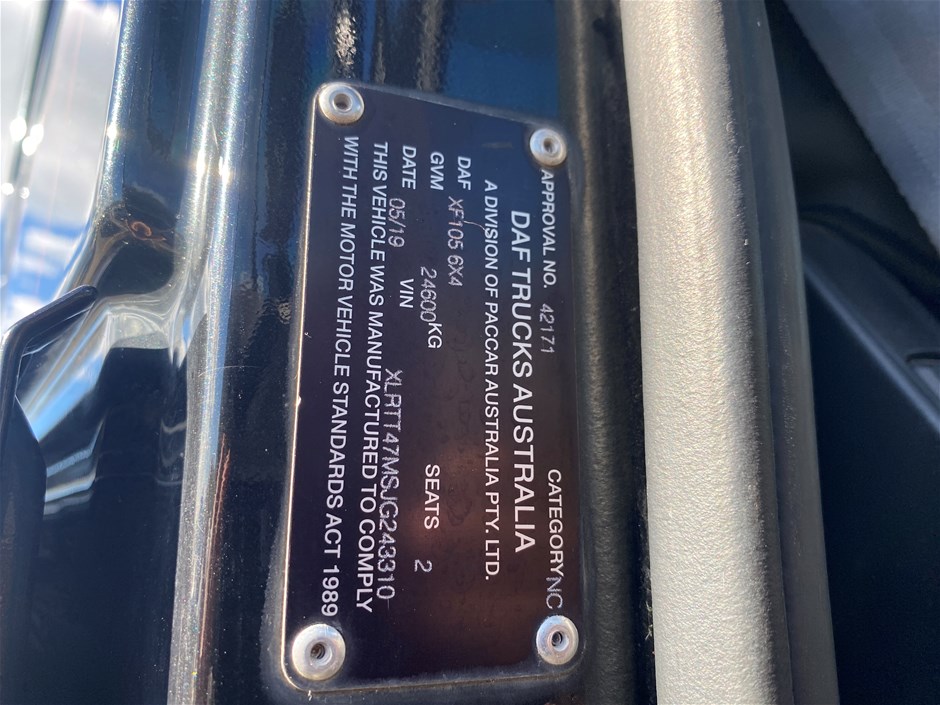 APPROVAL NO. 42171 CATEGORY NC
DAF TRUCKS AUSTRALIA
A DIVISION OF PACCAR AUSTRALIA PTY. LTD.
DAF XF105 6X4
GVM 24600KG SEATS 2
DATE 05/19 VIN XLRTT47MSJG243310
THIS VEHICLE WAS MANUFACTURED TO COMPLY
WITH THE MOTOR VEHICLE STANDARDS ACT 1989